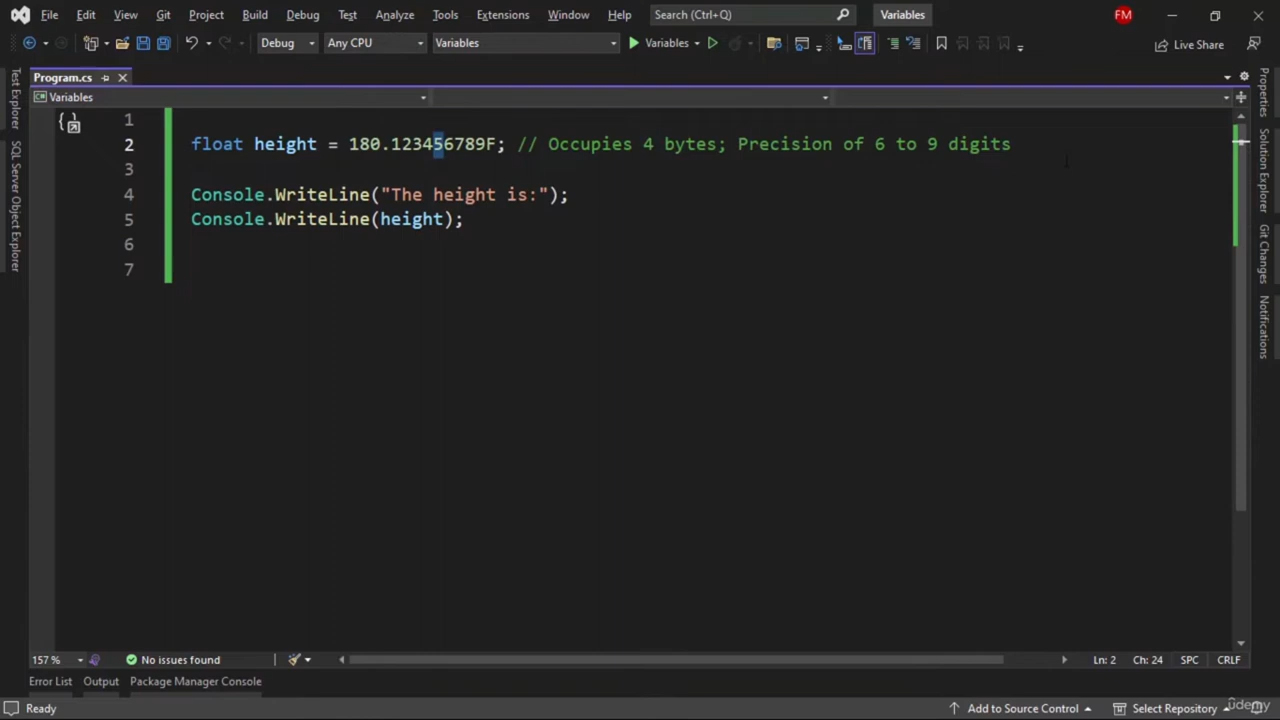 File Edit View Git Project Build Debug Test Analyze Tools Extensions Window Help Search (Ctrl+Q) Variables FM
Debug Any CPU Variables Variables Live Share
Program.cs
Variables
1
2 float height = 180.123456789F; // Occupies 4 bytes; Precision of 6 to 9 digits
3
4 Console.WriteLine("The height is:");
5 Console.WriteLine(height);
6
7
Test Explorer
SQL Server Object Explorer
Properties
Solution Explorer
Git Changes
Notifications
157 % No issues found Ln: 2 Ch: 24 SPC CRLF
Error List Output Package Manager Console
Ready Add to Source Control Select Repository
ûdemy